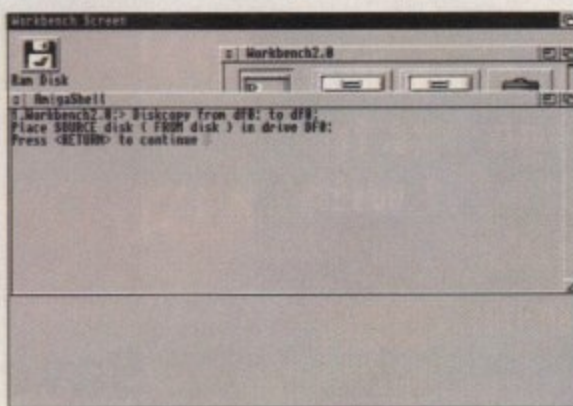 Workbench Screen
Workbench2.0
Ram Disk
AmigaShell
1.Workbench2.0:> Diskcopy from df0: to df0:
Place SOURCE disk ( FROM disk ) in drive DF0:
Press <RETURN> to continue